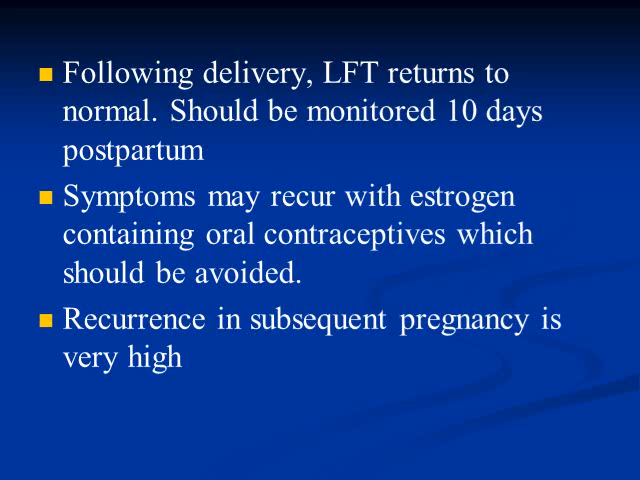 Following delivery, LFT returns to
normal. Should be monitored 10 days
postpartum
Symptoms may recur with estrogen
containing oral contraceptives which
should be avoided.
Recurrence in subsequent pregnancy is
very high